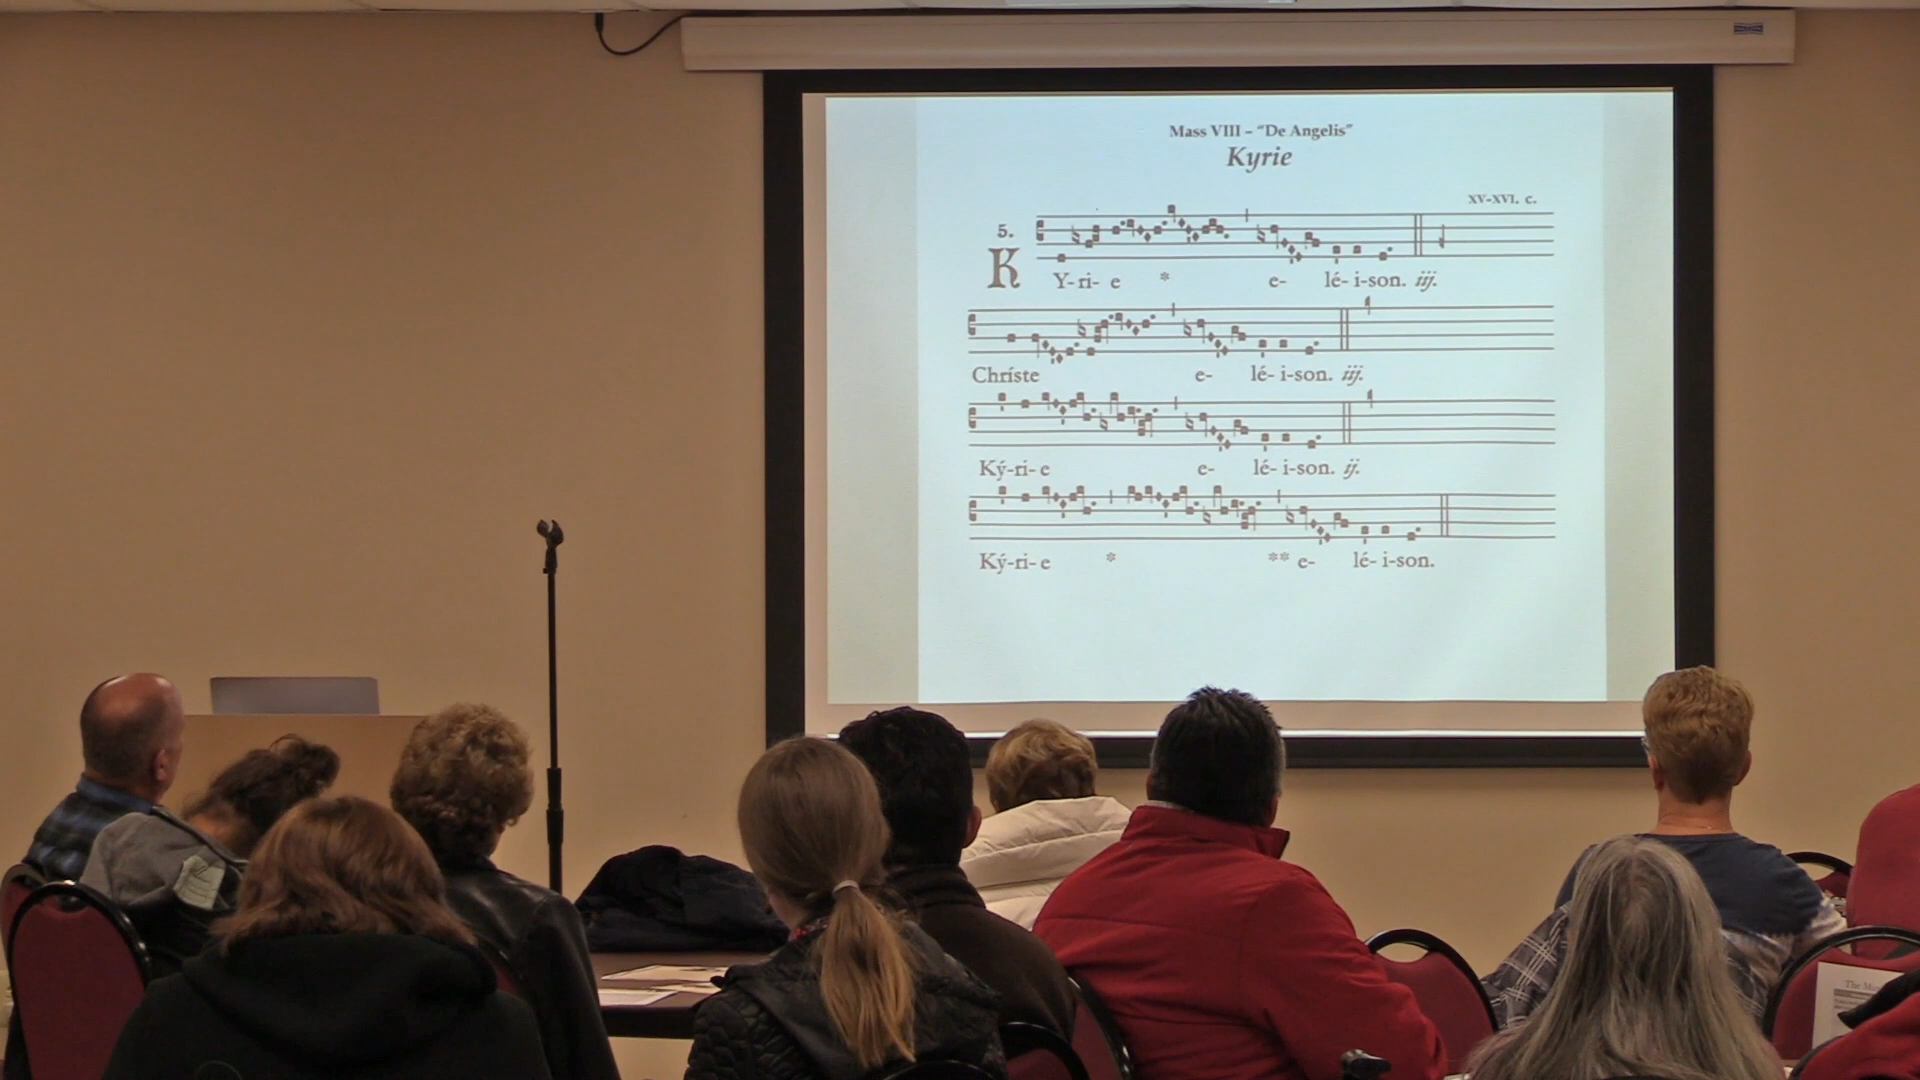 Mass VIII – “De Angelis”
Kyrie
XV-XVI. c.
5.
K Y-ri- e * e- lé- i-son. iij.
Chríste e- lé- i-son. iij.
Ký-ri- e e- lé- i-son. ij.
Ký-ri- e * ** e- lé- i-son.
The